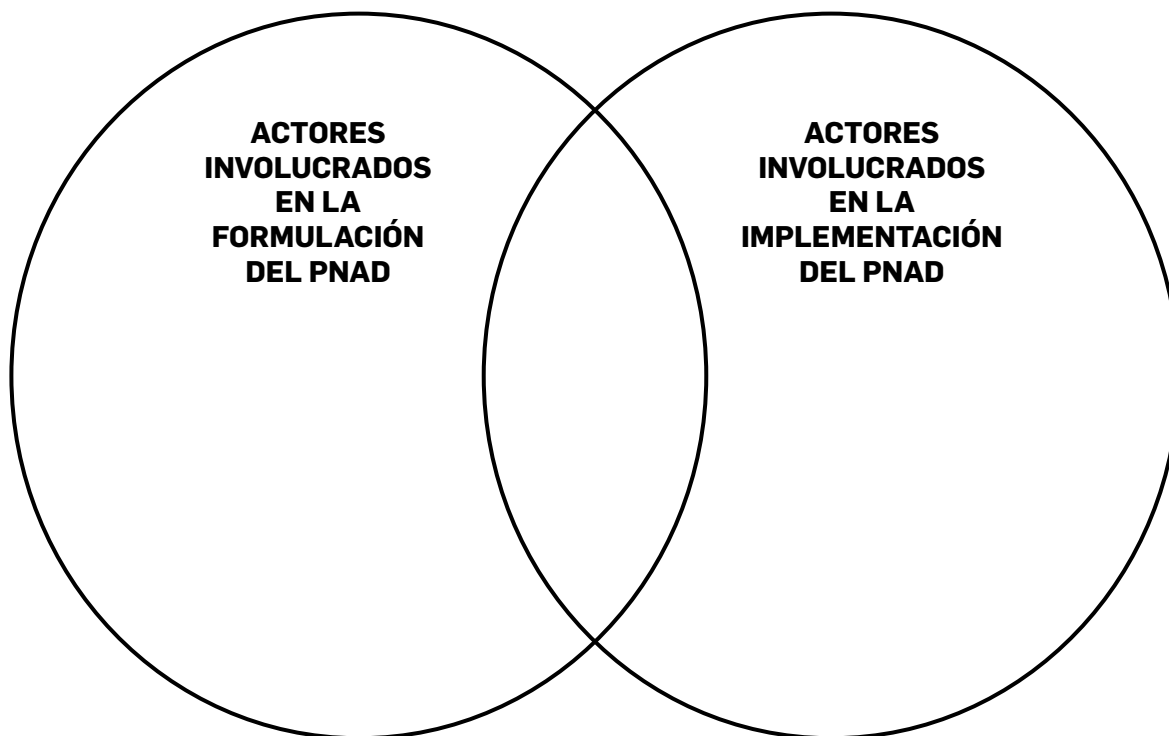 ACTORES
INVOLUCRADOS
EN LA
FORMULACIÓN
DEL PNAD
ACTORES
INVOLUCRADOS
EN LA
IMPLEMENTACIÓN
DEL PNAD